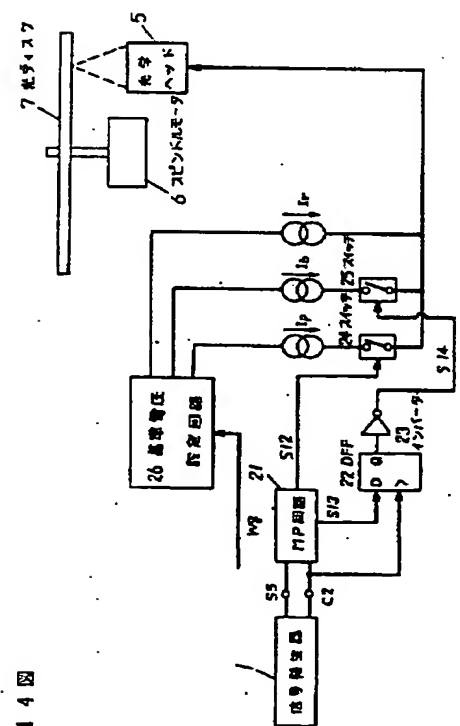 第14図
7 光ディスク
5
光学
ヘッド
6 スピンドルモータ
26 基準電圧
設定回路
Ip
Ib
Ir
24 スイッチ
25 スイッチ
W8
S12
S14
21
MP回路
S13
22 DFF
D Q
23
インバータ
S5
C2
1
信号発生器